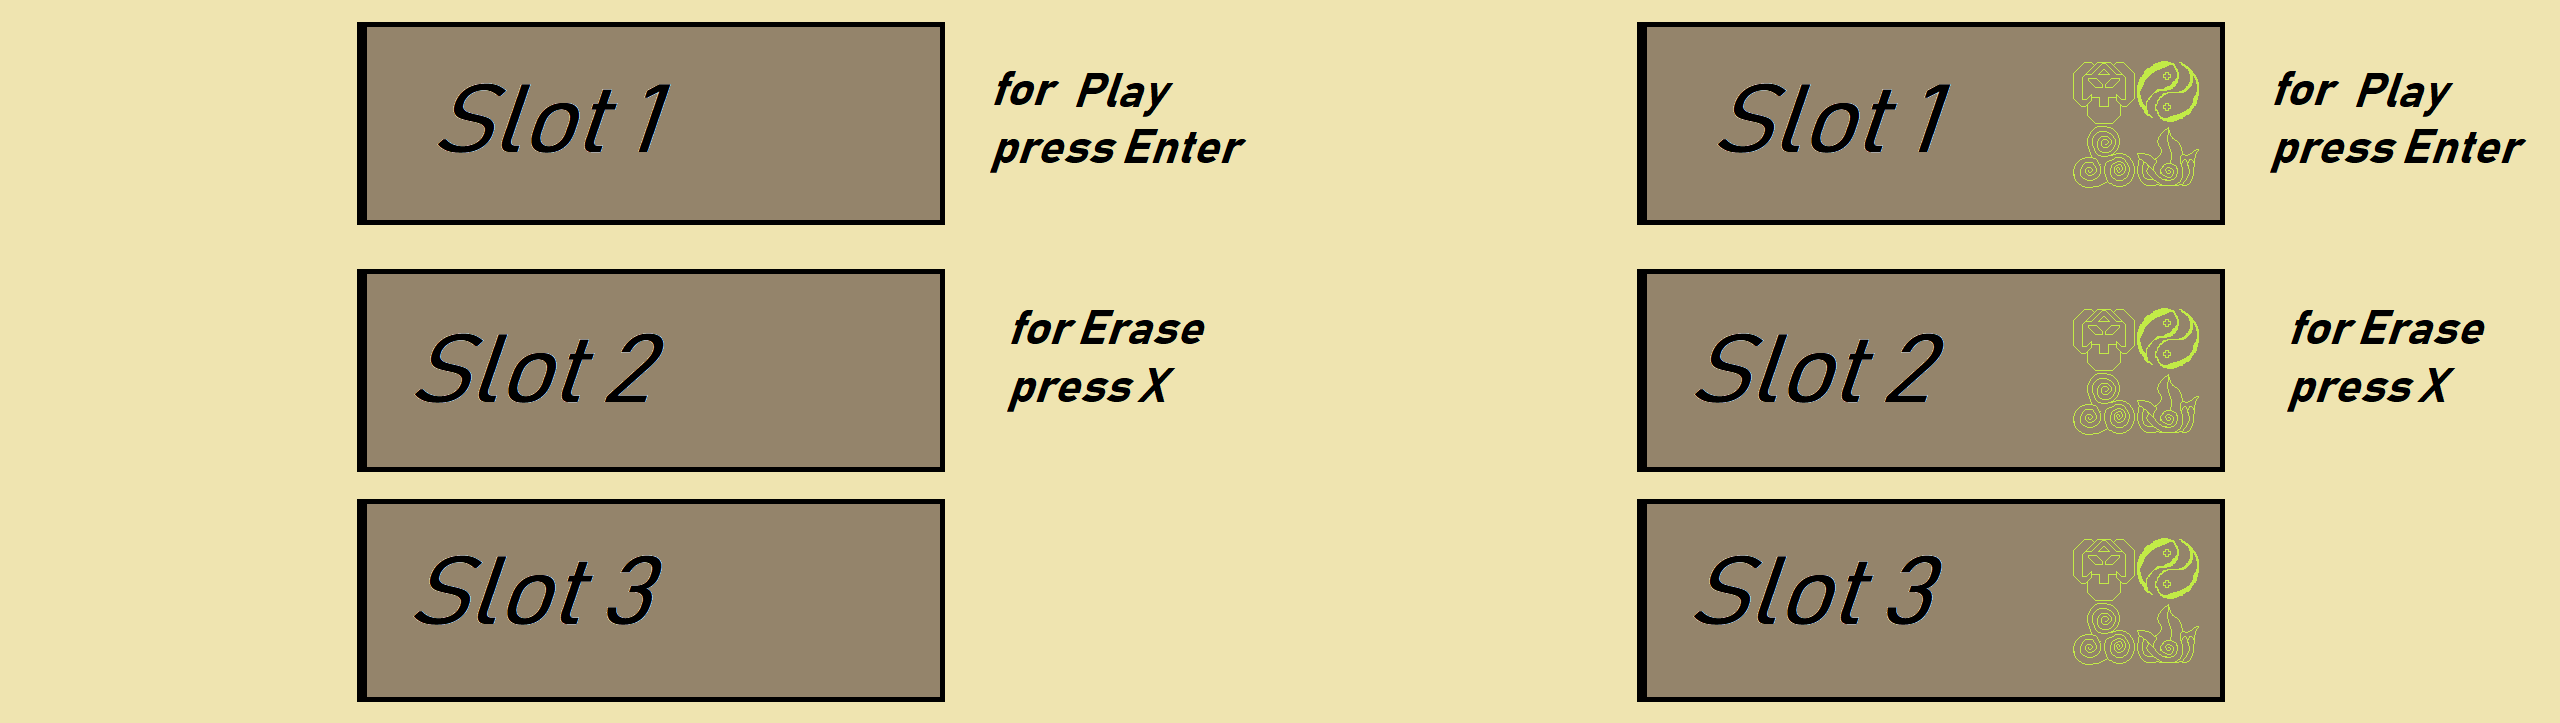 Slot 1
for Play
press Enter
Slot 2
for Erase
press X
Slot 3
Slot 1
for Play
press Enter
Slot 2
for Erase
press X
Slot 3